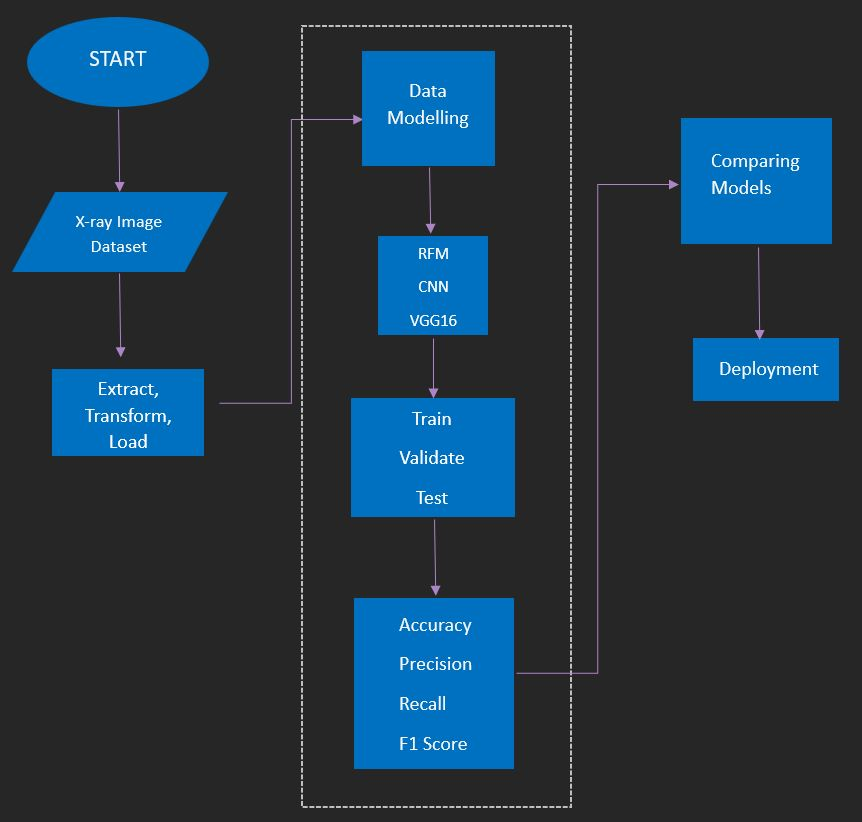 START
X-ray Image
Dataset
Extract,
Transform,
Load
Data
Modelling
RFM
CNN
VGG16
Train
Validate
Test
Accuracy
Precision
Recall
F1 Score
Comparing
Models
Deployment